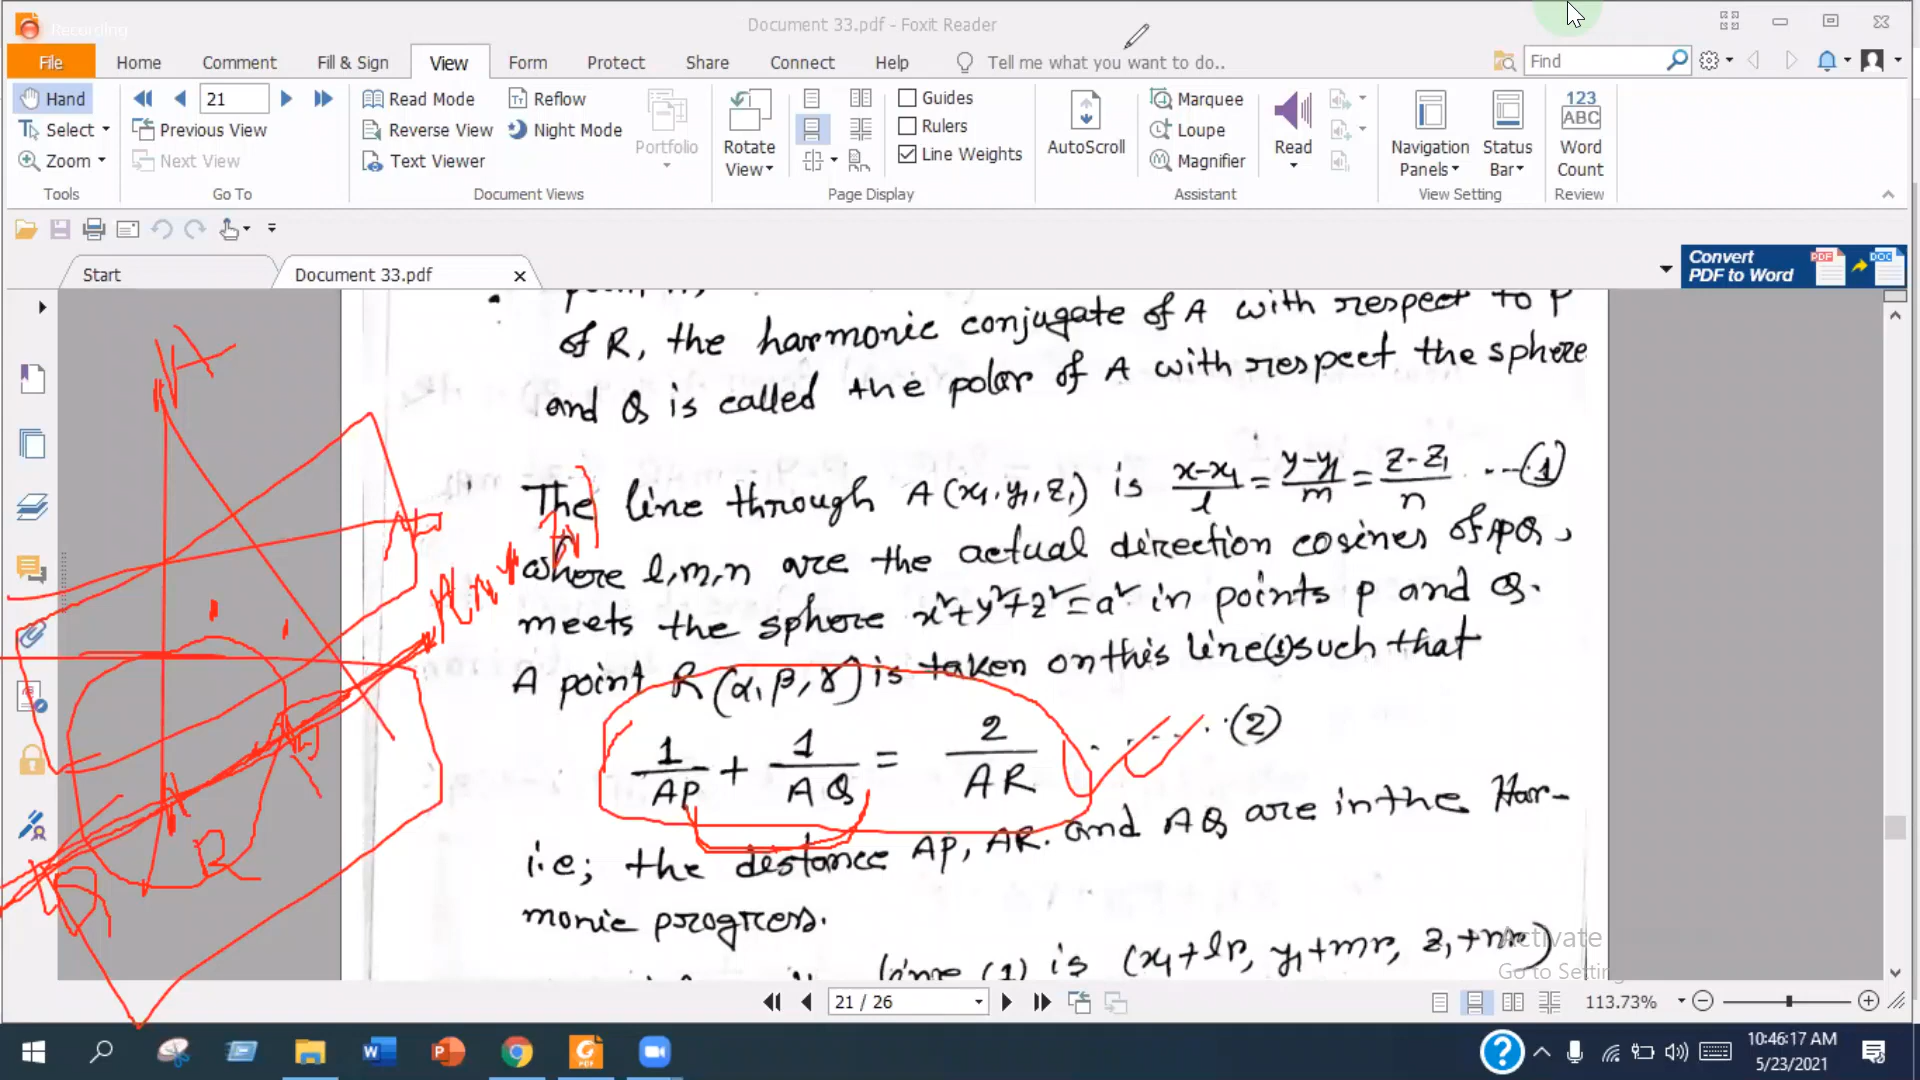 Recording
Document 33.pdf - Foxit Reader
File Home Comment Fill & Sign View Form Protect Share Connect Help Tell me what you want to do.. Find
Hand 21 Read Mode Reflow Guides Marquee 123
Select Previous View Reverse View Night Mode Portfolio Rotate View Rulers AutoScroll Loupe Read Navigation Panels Status Bar ABC Word Count
Zoom Next View Text Viewer Line Weights Magnifier
Tools Go To Document Views Page Display Assistant View Setting Review
Start Document 33.pdf
Convert PDF to Word PDF DOC
of R, the harmonic conjugate of A with respect to P
and Q is called the polar of A with respect the sphere
The line through A(x₁, y₁, z₁) is x-x₁/l = y-y₁/m = z-z₁/n ---(1)
where l, m, n are the actual direction cosines of APQ,
meets the sphere x²+y²+z²=a² in points P and Q.
A point R(α, β, γ) is taken on this line(1) such that
1/AP + 1/AQ = 2/AR ....(2)
i.e; the distance AP, AR. and AQ are in the Har-
monic progress.
line (1) is (x₁+lr, y₁+mr, z₁+nr)
Activate
Go to Settin
A
R
21 / 26 113.73%
10:46:17 AM
5/23/2021